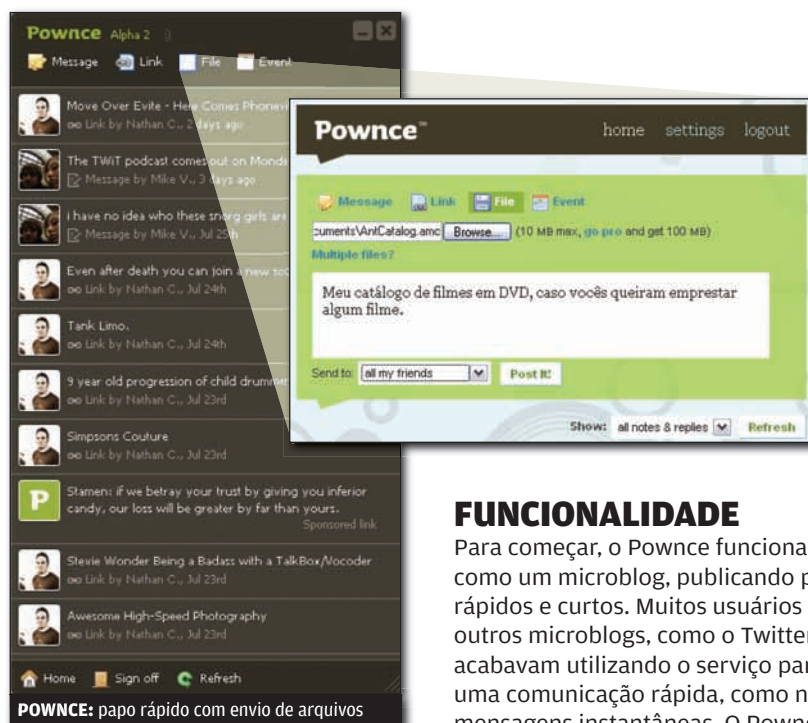 Pownce Alpha 2
Message Link File Event
Move Over Evite - Here Comes
Link by Nathan C., 2 days ago
The TWiT podcast comes out on
Message by Mike V., 3 days ago
i have no idea who these snorg girls are
Message by Mike V., Jul 25th
Even after death you can join a new
Link by Nathan C., Jul 24th
Tank Limo.
Link by Nathan C., Jul 24th
9 year old progression of child drummer
Link by Nathan C., Jul 23rd
Simpsons Couture
Link by Nathan C., Jul 23rd
Stamen: if we betray your trust by giving you inferior
candy, our loss will be greater by far than yours.
Sponsored link
Stevie Wonder Being a Badass with a TalkBox/Vocoder
Link by Nathan C., Jul 23rd
Awesome High-Speed Photography
Link by Nathan C., Jul 23rd
Home Sign off Refresh
POWNCE: papo rápido com envio de arquivos
Pownce™ home settings logout
Message Link File Event
cuments\AntCatalog.amc Browse... (10 MB max, go pro and get 100 MB)
Multiple files?
Meu catálogo de filmes em DVD, caso vocês queiram emprestar
algum filme.
Send to: all my friends Post It!
Show: all notes & replies Refresh
FUNCIONALIDADE
Para começar, o Pownce funciona
como um microblog, publicando
rápidos e curtos. Muitos usuários
outros microblogs, como o Twitter
acabavam utilizando o serviço
uma comunicação rápida, como
mensagens instantâneas. O